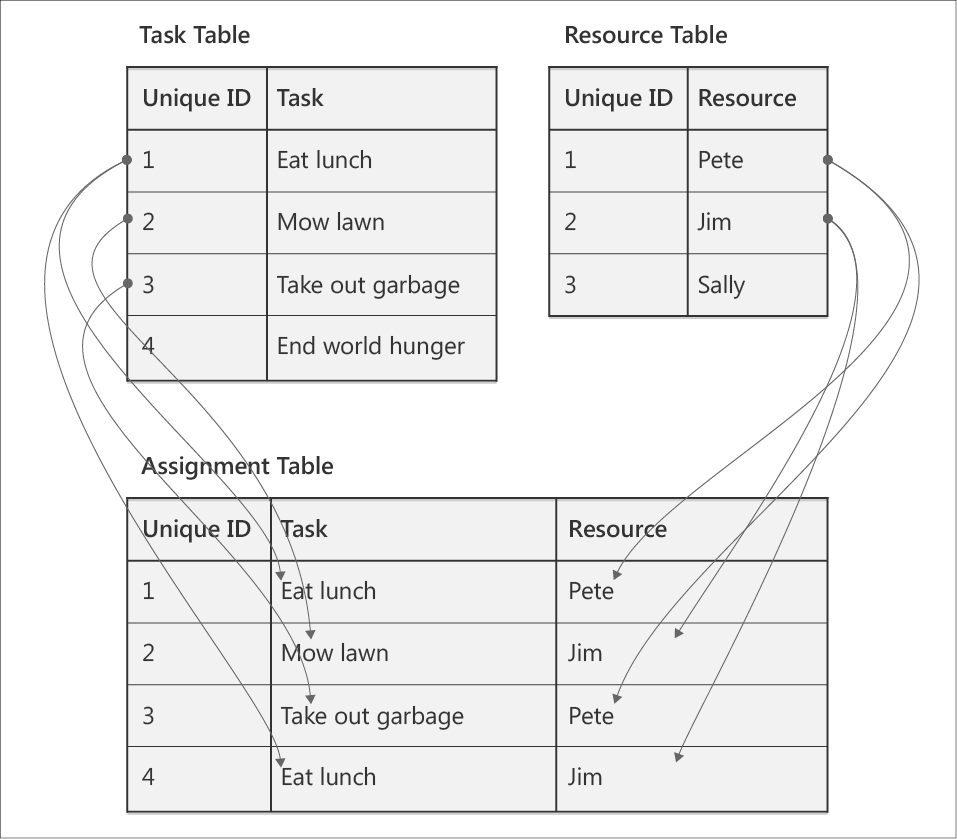 Task Table
Unique ID Task
1 Eat lunch
2 Mow lawn
3 Take out garbage
4 End world hunger
Resource Table
Unique ID Resource
1 Pete
2 Jim
3 Sally
Assignment Table
Unique ID Task Resource
1 Eat lunch Pete
2 Mow lawn Jim
3 Take out garbage Pete
4 Eat lunch Jim